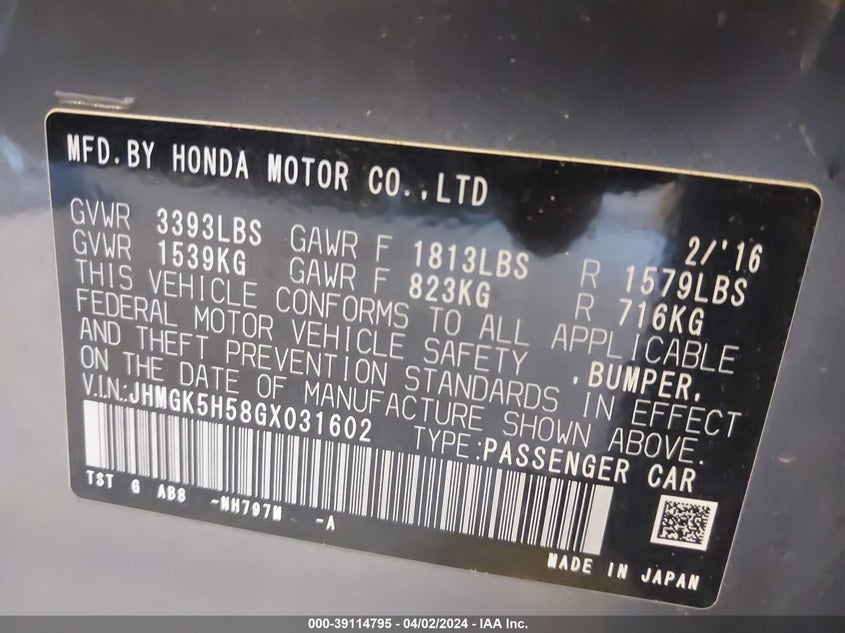 MFD.BY HONDA MOTOR CO.,LTD
2/'16
GVWR 3393LBS GAWR F 1813LBS R 1579LBS
GVWR 1539KG GAWR F 823KG R 716KG
THIS VEHICLE CONFORMS TO ALL APPLICABLE
FEDERAL MOTOR VEHICLE SAFETY ,BUMPER,
AND THEFT PREVENTION STANDARDS IN EFFECT
ON THE DATE OF MANUFACTURE SHOWN ABOVE.
V.IN:JHMGK5H58GX031602 TYPE:PASSENGER CAR
TST G AB8 -NH797M -A
MADE IN JAPAN
000-39114795 - 04/02/2024 - IAA Inc.